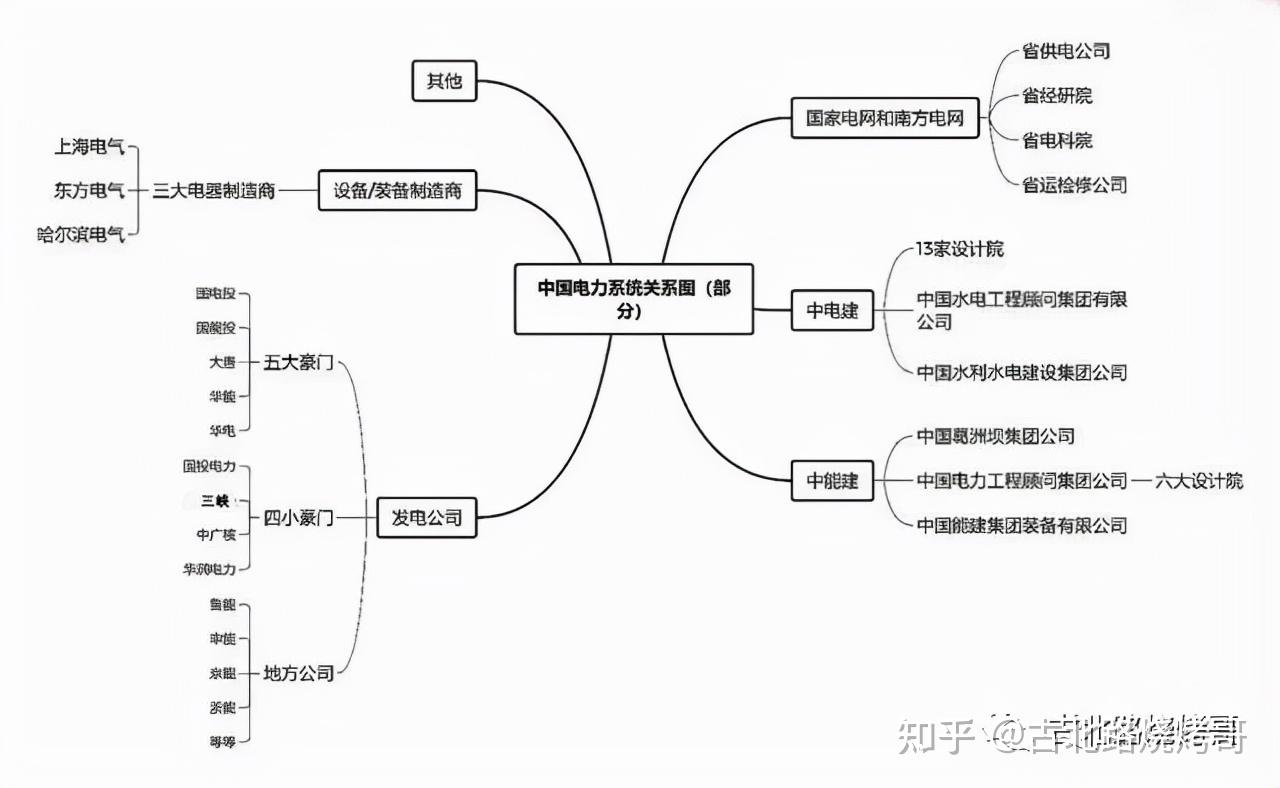 其他
国家电网和南方电网
省供电公司
省经研院
省电科院
省运检修公司
设备/装备制造商
三大电器制造商
上海电气
东方电气
哈尔滨电气
中国电力系统关系图（部
分）
中电建
13家设计院
中国水电工程顾问集团有限
公司
中国水利水电建设集团公司
中能建
中国葛洲坝集团公司
中国电力工程顾问集团公司
六大设计院
中国能建集团装备有限公司
发电公司
五大豪门
国电投
国能投
大唐
华能
华电
四小豪门
国投电力
三峡
中广核
华润电力
地方公司
鲁能
申能
京能
浙能
等等
知乎 @古北路烧烤哥
古北路烧烤哥